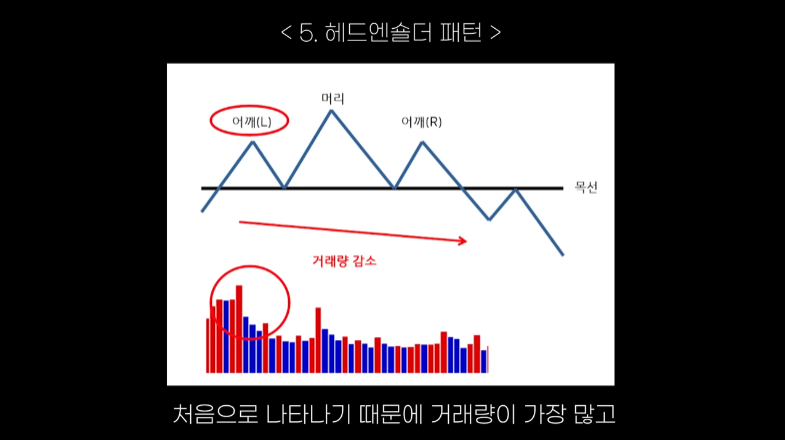 < 5. 헤드엔숄더 패턴 >
머리
어깨(L)
어깨(R)
목선
거래량 감소
처음으로 나타나기 때문에 거래량이 가장 많고